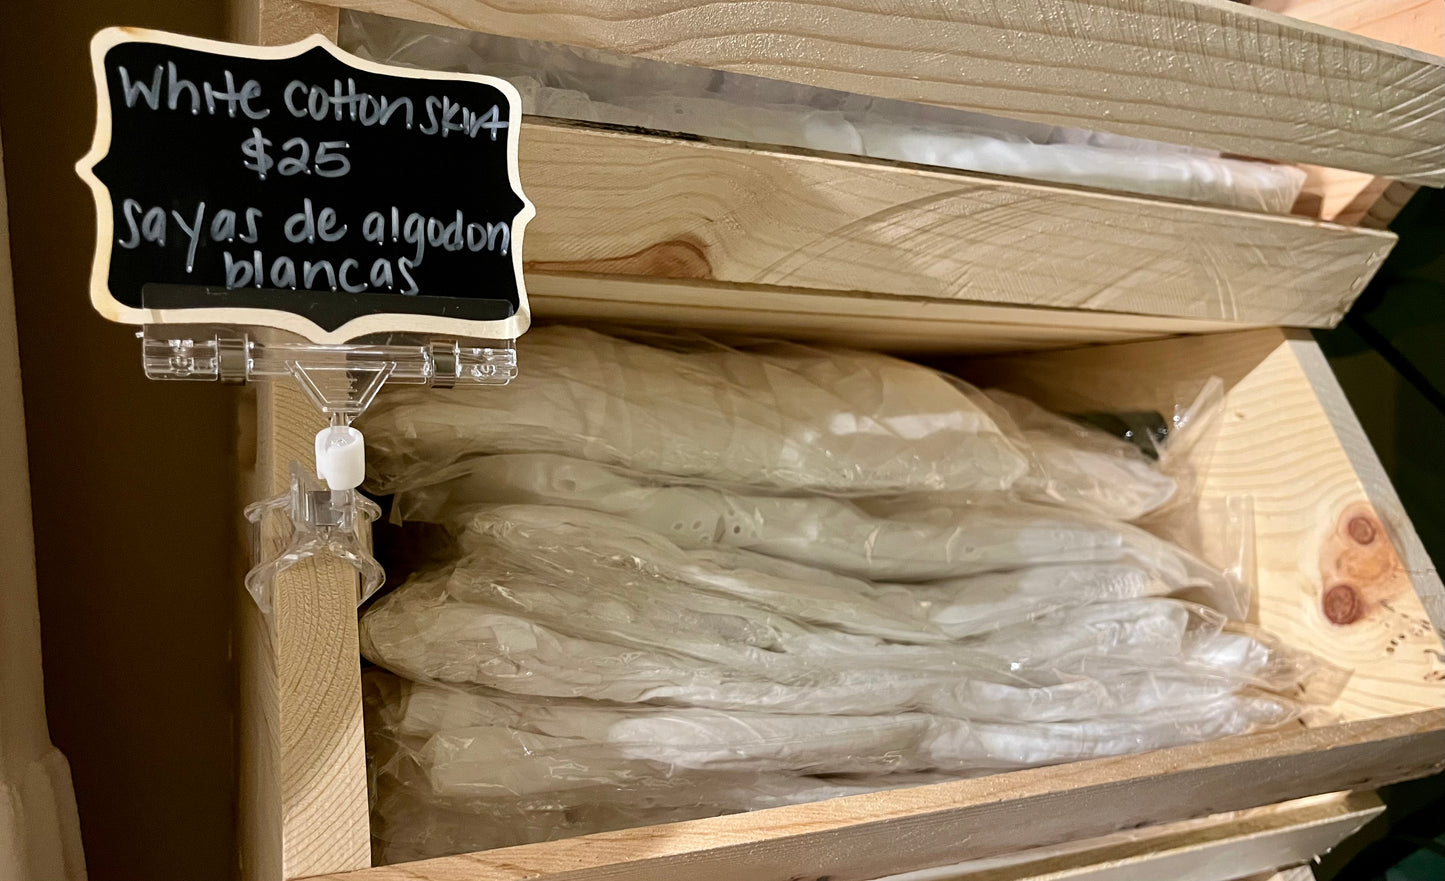 White cotton skirt
$25
sayas de algodon
blancas